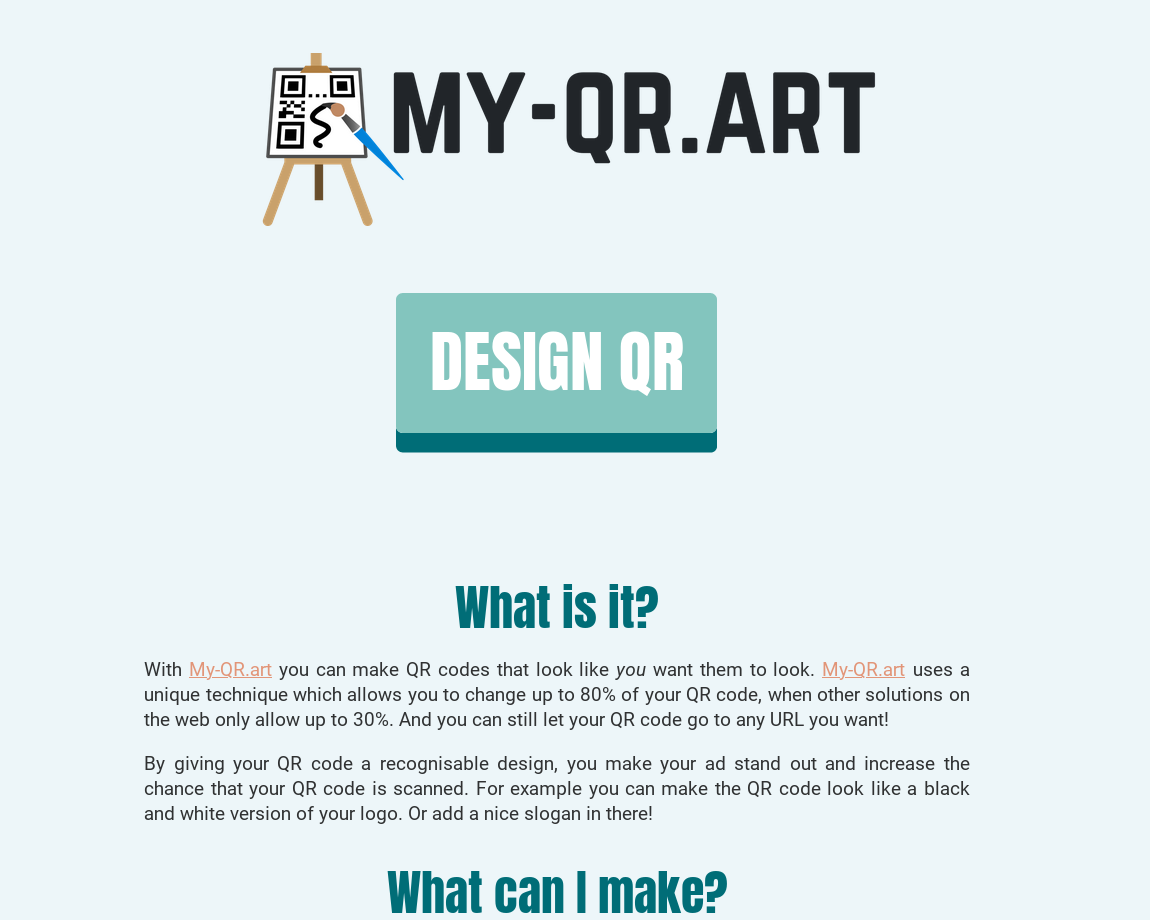 MY-QR.ART
DESIGN QR
What is it?
With My-QR.art you can make QR codes that look like you want them to look. My-QR.art uses a
unique technique which allows you to change up to 80% of your QR code, when other solutions on
the web only allow up to 30%. And you can still let your QR code go to any URL you want!
By giving your QR code a recognisable design, you make your ad stand out and increase the
chance that your QR code is scanned. For example you can make the QR code look like a black
and white version of your logo. Or add a nice slogan in there!
What can I make?